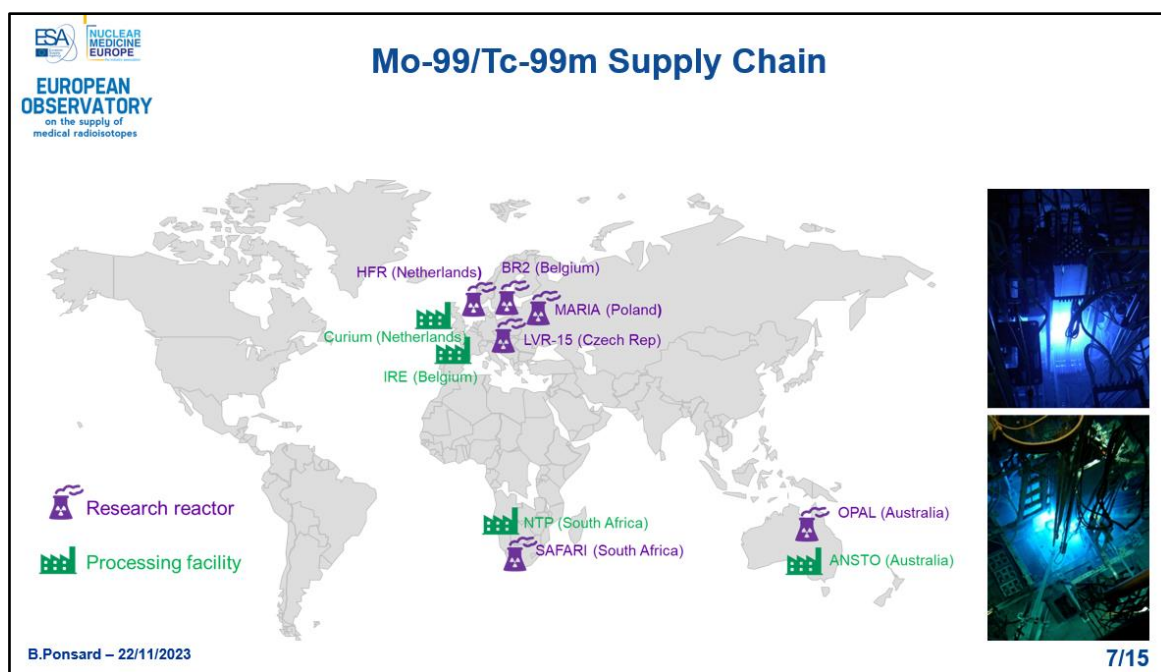 ESA
NUCLEAR
MEDICINE
EUROPE
EUROPEAN
OBSERVATORY
on the supply of
medical radioisotopes
Mo-99/Tc-99m Supply Chain
HFR (Netherlands)
BR2 (Belgium)
MARIA (Poland)
Curium (Netherlands)
LVR-15 (Czech Rep)
IRE (Belgium)
Research reactor
Processing facility
NTP (South Africa)
SAFARI (South Africa)
OPAL (Australia)
ANSTO (Australia)
B.Ponsard – 22/11/2023
7/15